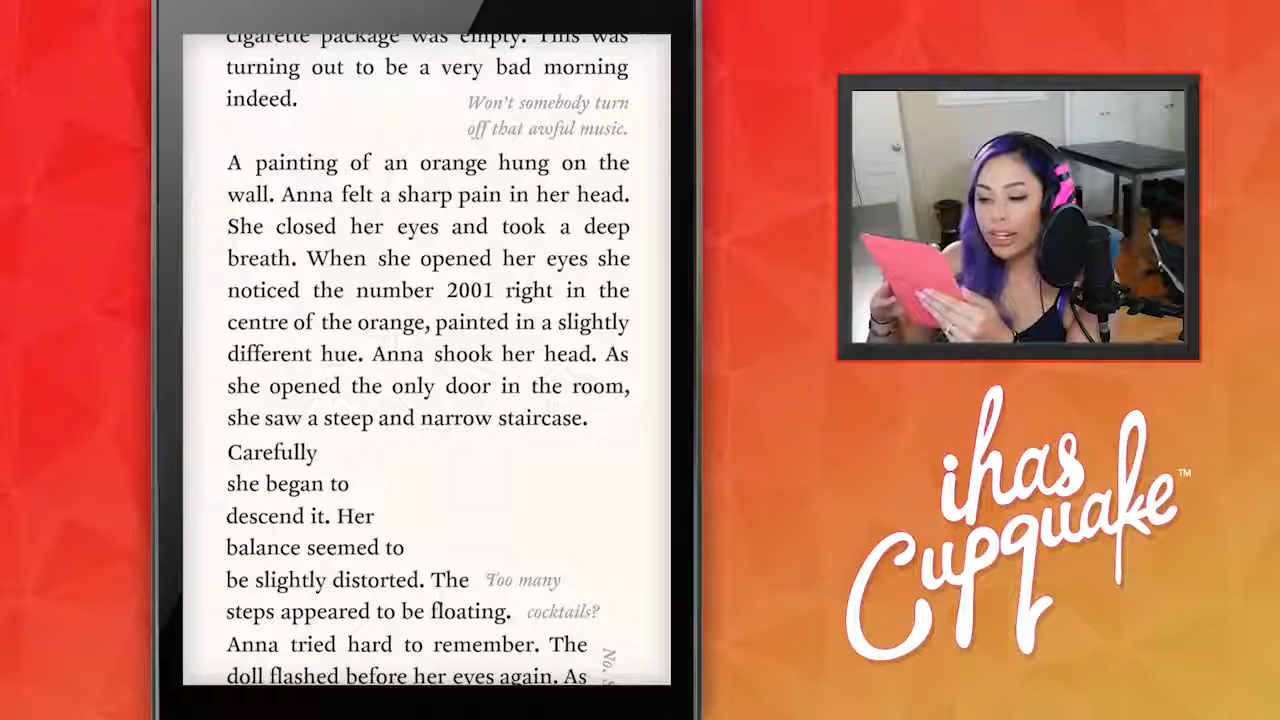 cigarette package was empty. This was
turning out to be a very bad morning
indeed.
Won't somebody turn
off that awful music.
A painting of an orange hung on the
wall. Anna felt a sharp pain in her head.
She closed her eyes and took a deep
breath. When she opened her eyes she
noticed the number 2001 right in the
centre of the orange, painted in a slightly
different hue. Anna shook her head. As
she opened the only door in the room,
she saw a steep and narrow staircase.
Carefully
she began to
descend it. Her
balance seemed to
be slightly distorted. The
Too many
steps appeared to be floating.
cocktails?
Anna tried hard to remember. The
doll flashed before her eyes again. As
No.
ihas
Cupquake™